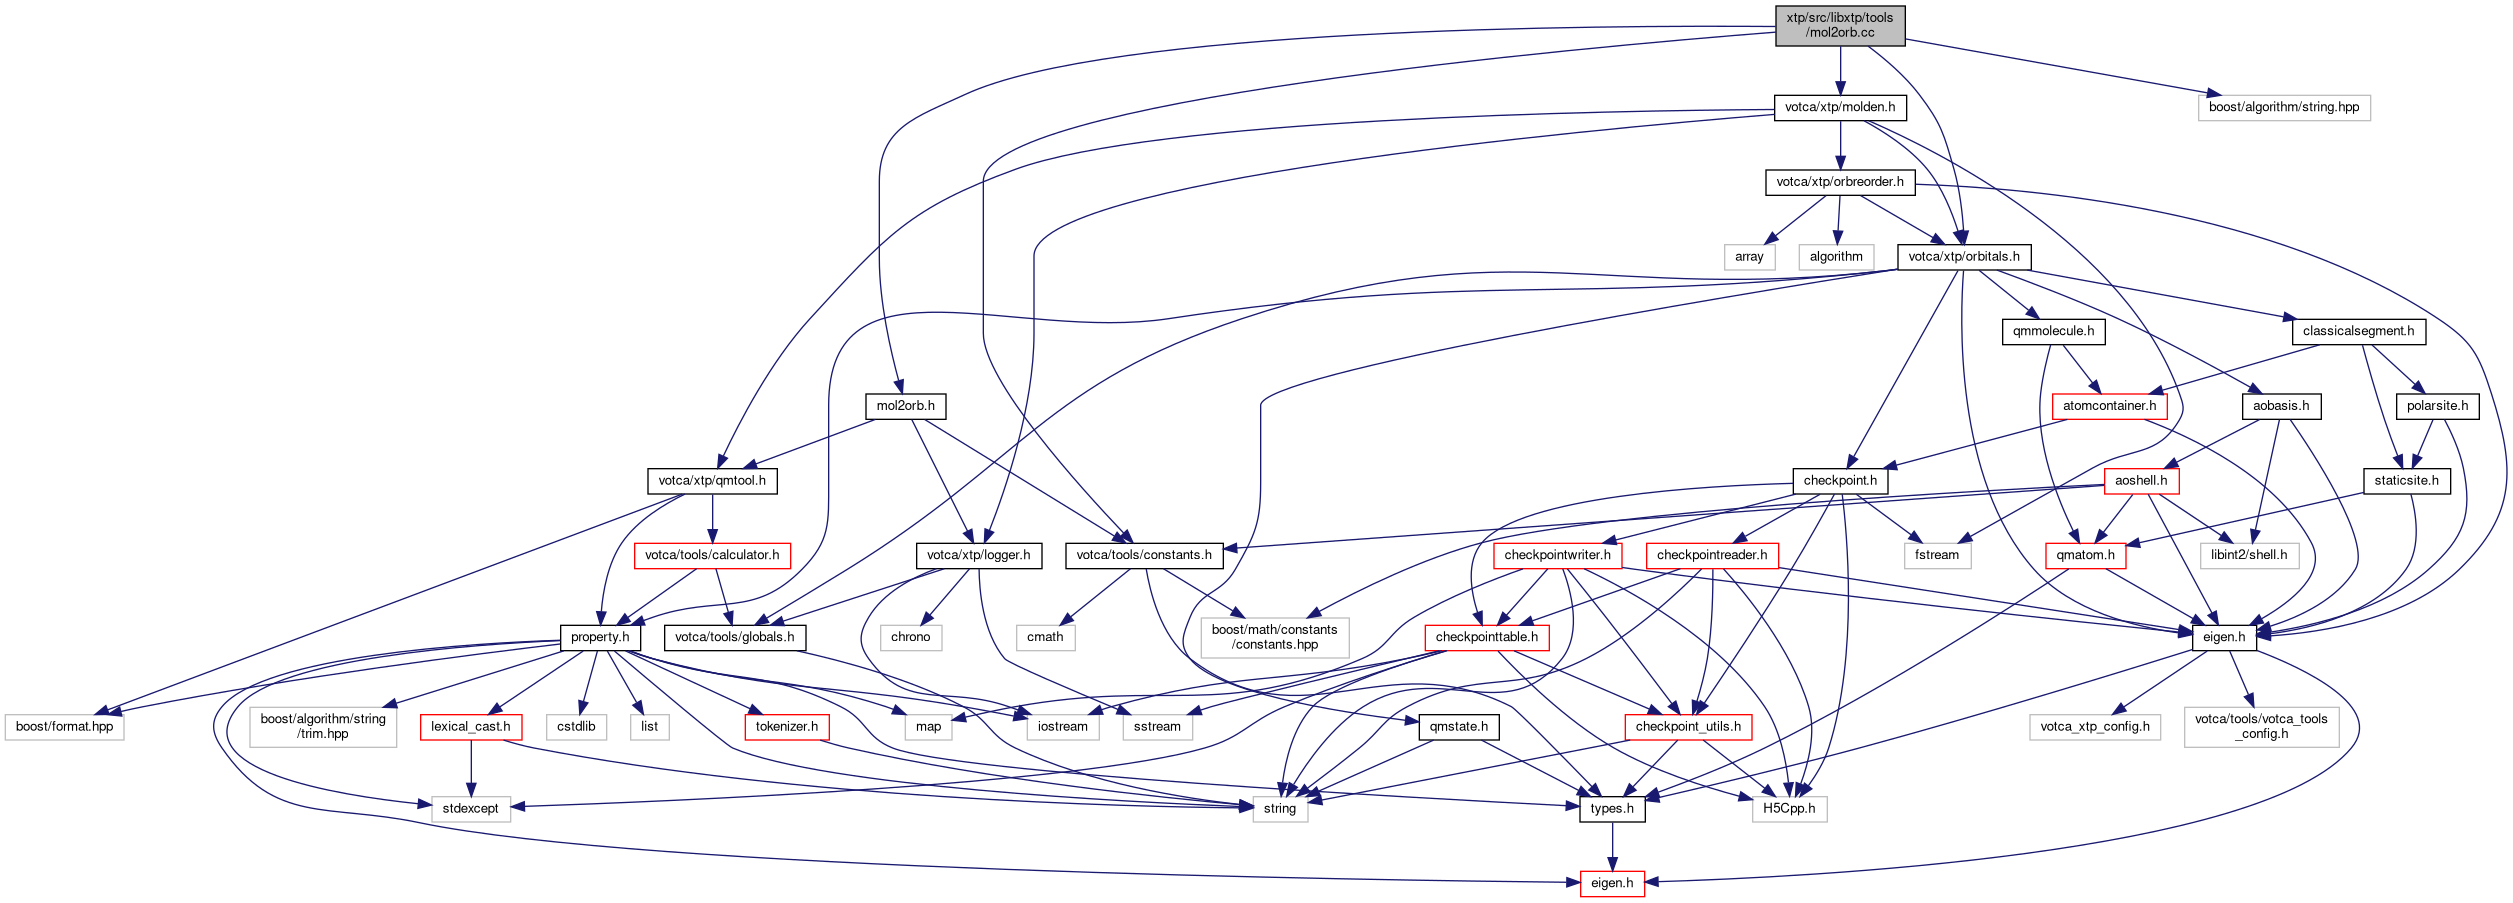 xtp/src/libxtp/tools
/mol2orb.cc
votca/xtp/molden.h
boost/algorithm/string.hpp
votca/xtp/orbreorder.h
array
algorithm
votca/xtp/orbitals.h
qmmolecule.h
classicalsegment.h
mol2orb.h
atomcontainer.h
aobasis.h
polarsite.h
votca/xtp/qmtool.h
checkpoint.h
aoshell.h
staticsite.h
votca/tools/calculator.h
votca/xtp/logger.h
votca/tools/constants.h
checkpointwriter.h
checkpointreader.h
fstream
qmatom.h
libint2/shell.h
property.h
votca/tools/globals.h
chrono
cmath
boost/math/constants
/constants.hpp
checkpointtable.h
eigen.h
boost/format.hpp
boost/algorithm/string
/trim.hpp
lexical_cast.h
cstdlib
list
tokenizer.h
map
iostream
sstream
qmstate.h
checkpoint_utils.h
votca_xtp_config.h
votca/tools/votca_tools
_config.h
stdexcept
string
types.h
H5Cpp.h
eigen.h